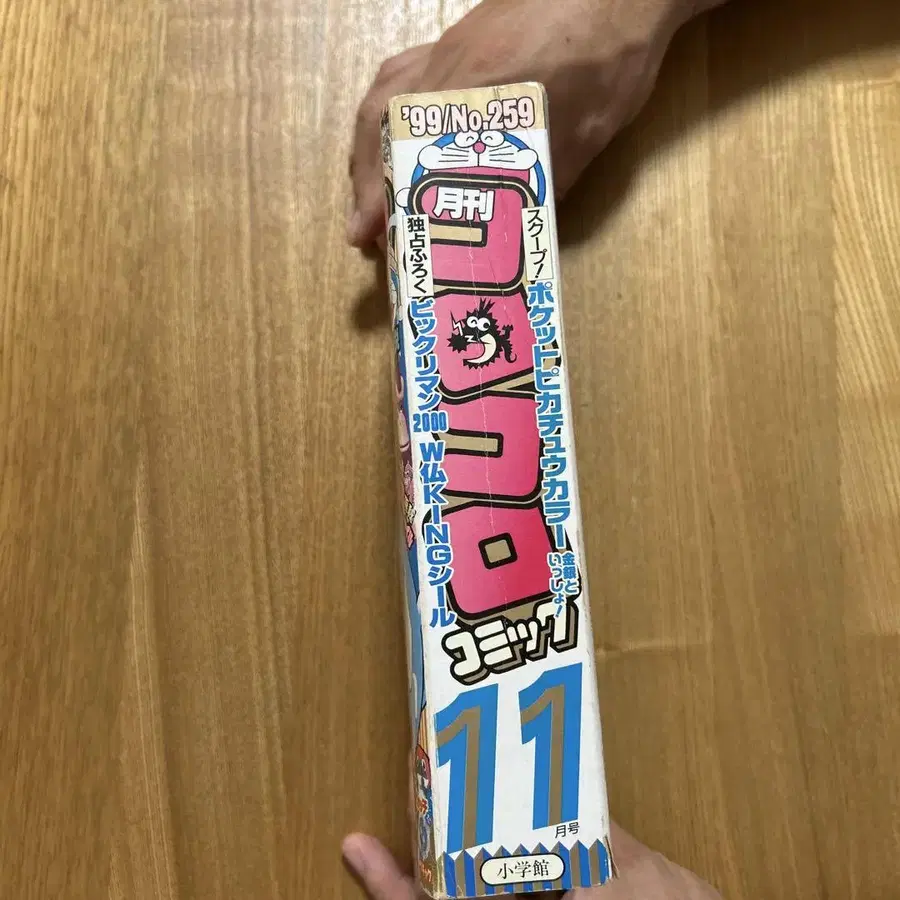 '99/No.259
月刊
コロコロ
コミック
スクープ!
ポケットピカチュウカラー
金銀と
いっしょ!
独占ふろく
ビックリマン2000 W仏KINGシール
11
月号
小学館